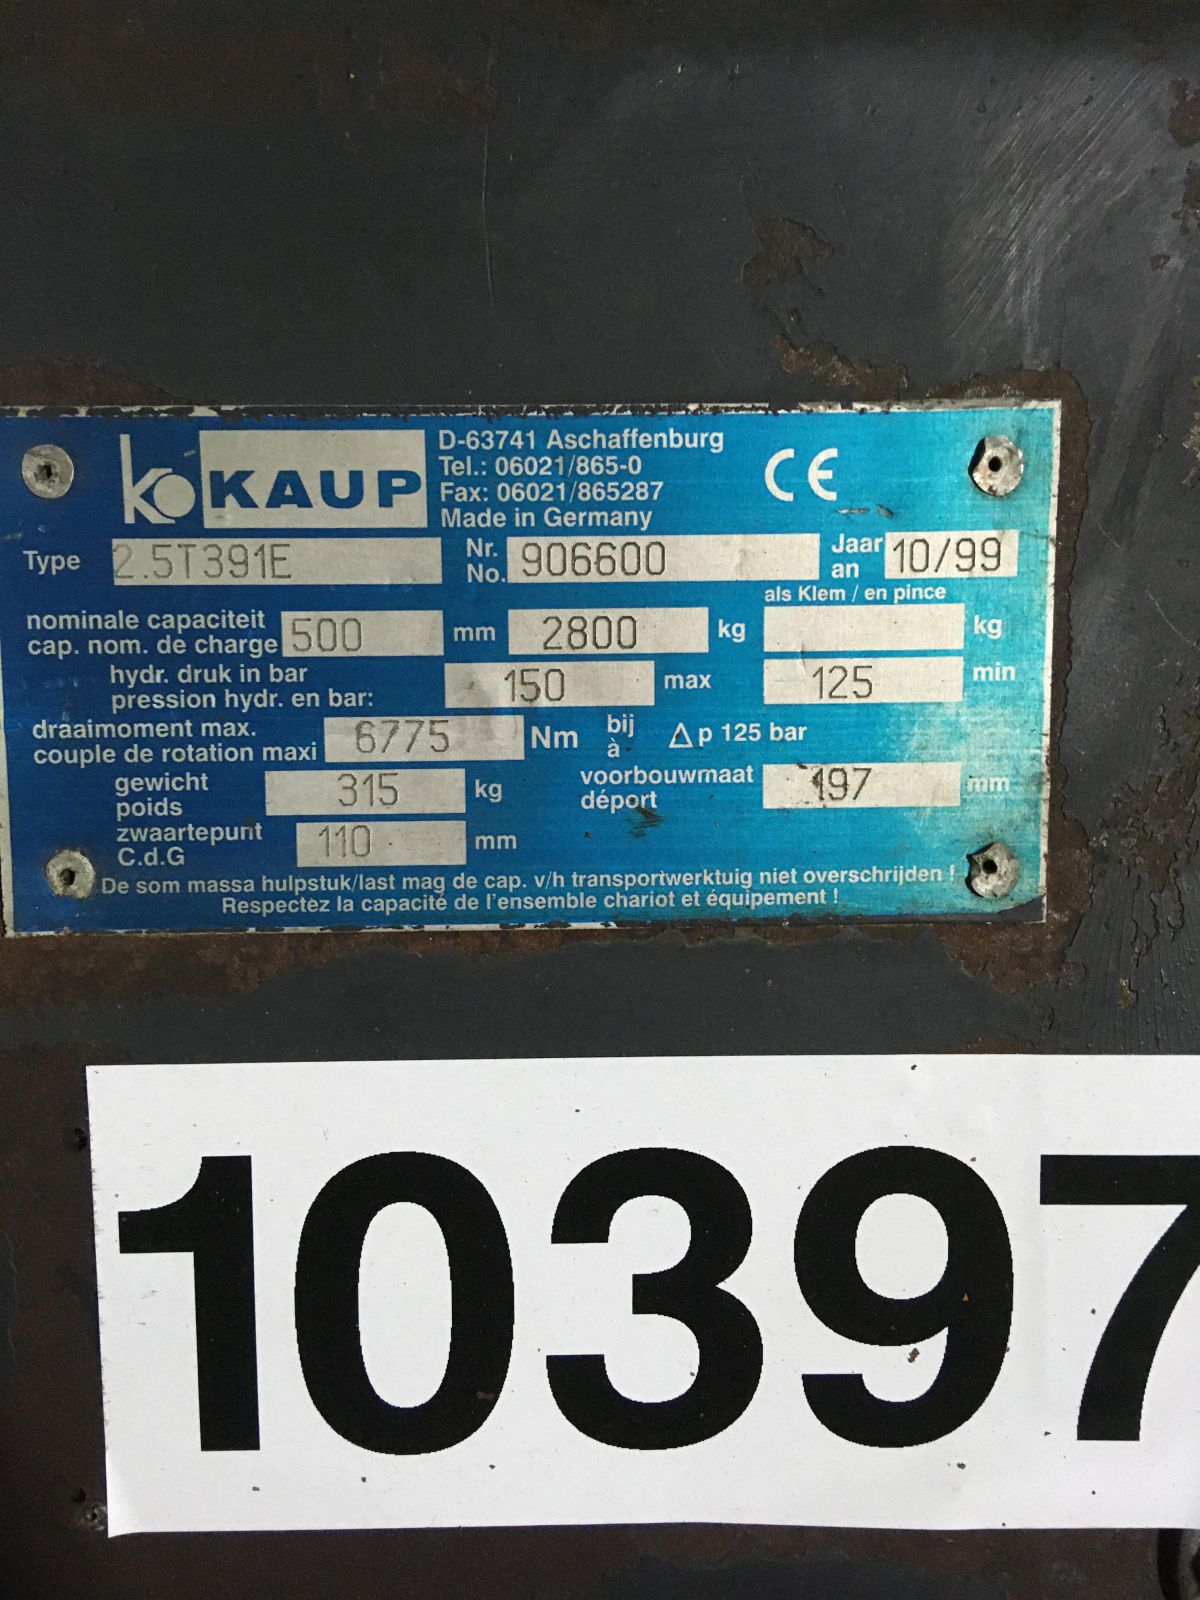 ko KAUP
D-63741 Aschaffenburg
Tel.: 06021/865-0
Fax: 06021/865287
Made in Germany
CE
Type 2.5T391E Nr. No. 906600 Jaar an 10/99
als Klem / en pince
nominale capaciteit
cap. nom. de charge 500 mm 2800 kg kg
hydr. druk in bar
pression hydr. en bar: 150 max 125 min
draaimoment max.
couple de rotation maxi 6775 Nm bij à Δp 125 bar
gewicht
poids 315 kg
voorbouwmaat
déport 197 mm
zwaartepunt
C.d.G 110 mm
De som massa hulpstuk/last mag de cap. v/h transportwerktuig niet overschrijden !
Respectez la capacité de l'ensemble chariot et équipement !
10397